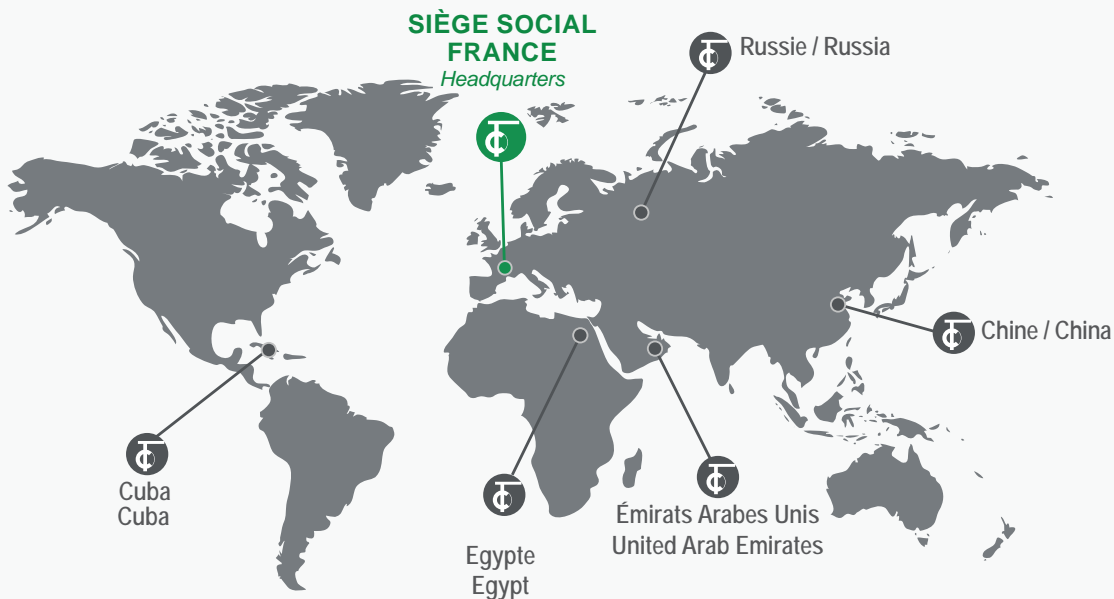 SIÈGE SOCIAL
FRANCE
Headquarters
Russie / Russia
Chine / China
Cuba
Cuba
Émirats Arabes Unis
United Arab Emirates
Egypte
Egypt